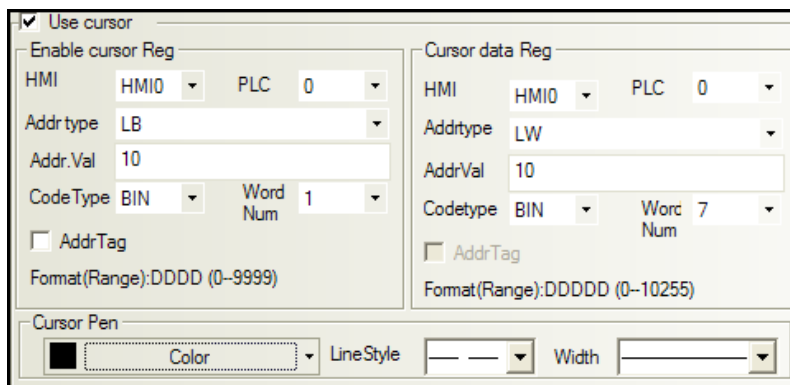 Use cursor
Enable cursor Reg
HMI HMI0 PLC 0
Addr type LB
Addr.Val 10
CodeType BIN Word Num 1
AddrTag
Format(Range):DDDD (0--9999)
Cursor data Reg
HMI HMI0 PLC 0
Addrtype LW
AddrVal 10
Codetype BIN Word Num 7
AddrTag
Format(Range):DDDDD (0--10255)
Cursor Pen
Color LineStyle Width